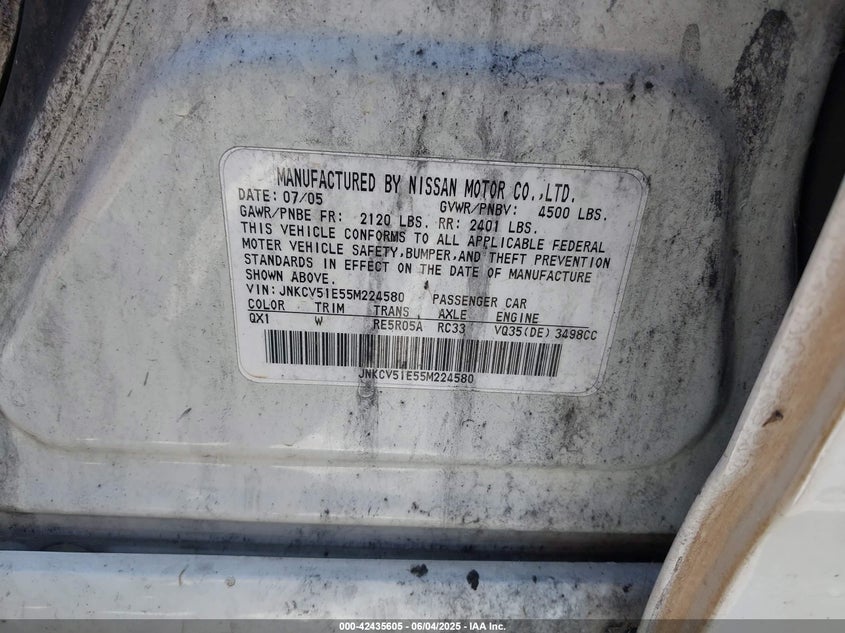 MANUFACTURED BY NISSAN MOTOR CO.,LTD.
DATE: 07/05 GVWR/PNBV: 4500 LBS.
GAWR/PNBE FR: 2120 LBS. RR: 2401 LBS.
THIS VEHICLE CONFORMS TO ALL APPLICABLE FEDERAL
MOTER VEHICLE SAFETY,BUMPER,AND THEFT PREVENTION
STANDARDS IN EFFECT ON THE DATE OF MANUFACTURE
SHOWN ABOVE.
VIN:JNKCV51E55M224580 PASSENGER CAR
COLOR TRIM TRANS AXLE ENGINE
QX1 W RE5R05A RC33 VQ35(DE) 3498CC
JNKCV51E55M224580
000-42435605 - 06/04/2025 - IAA Inc.